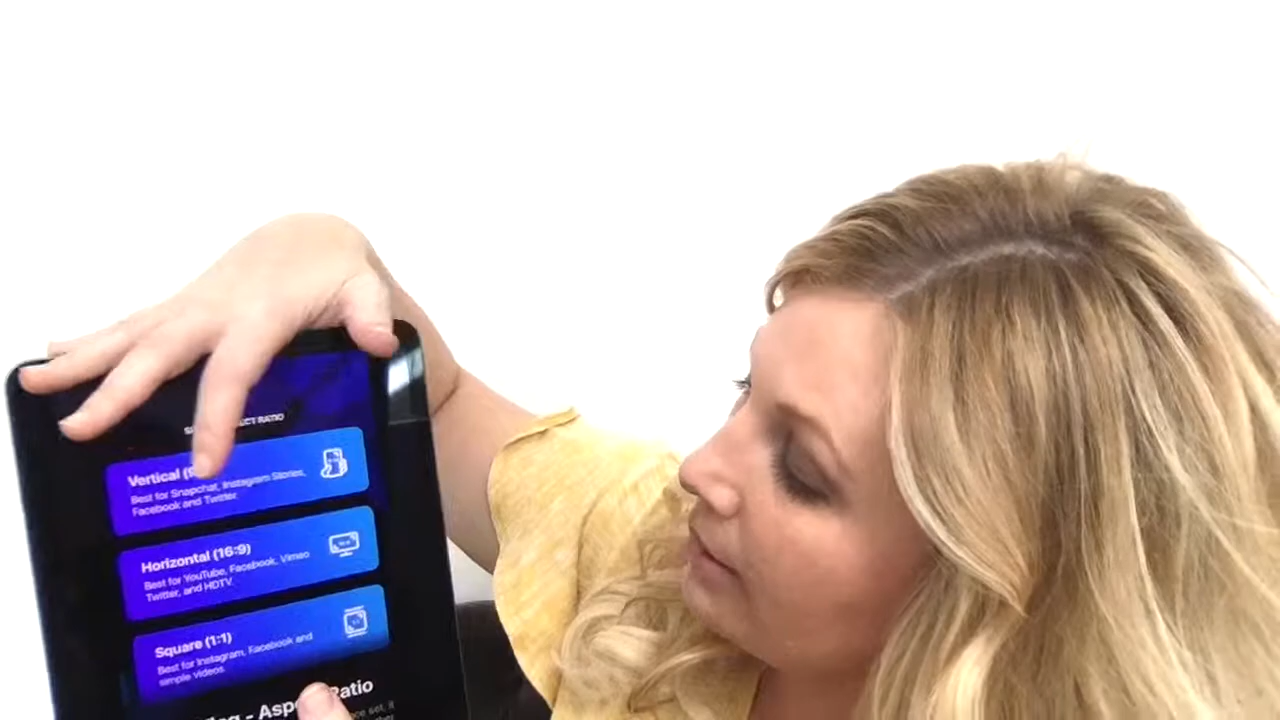 RATIO
Vertical
Best for Snapchat, Instagram Stories,
Facebook and Twitter.
Horizontal (16:9)
Best for YouTube, Facebook, Vimeo
Twitter, and HDTV.
Square (1:1)
Best for Instagram, Facebook and
simple videos.
Ratio